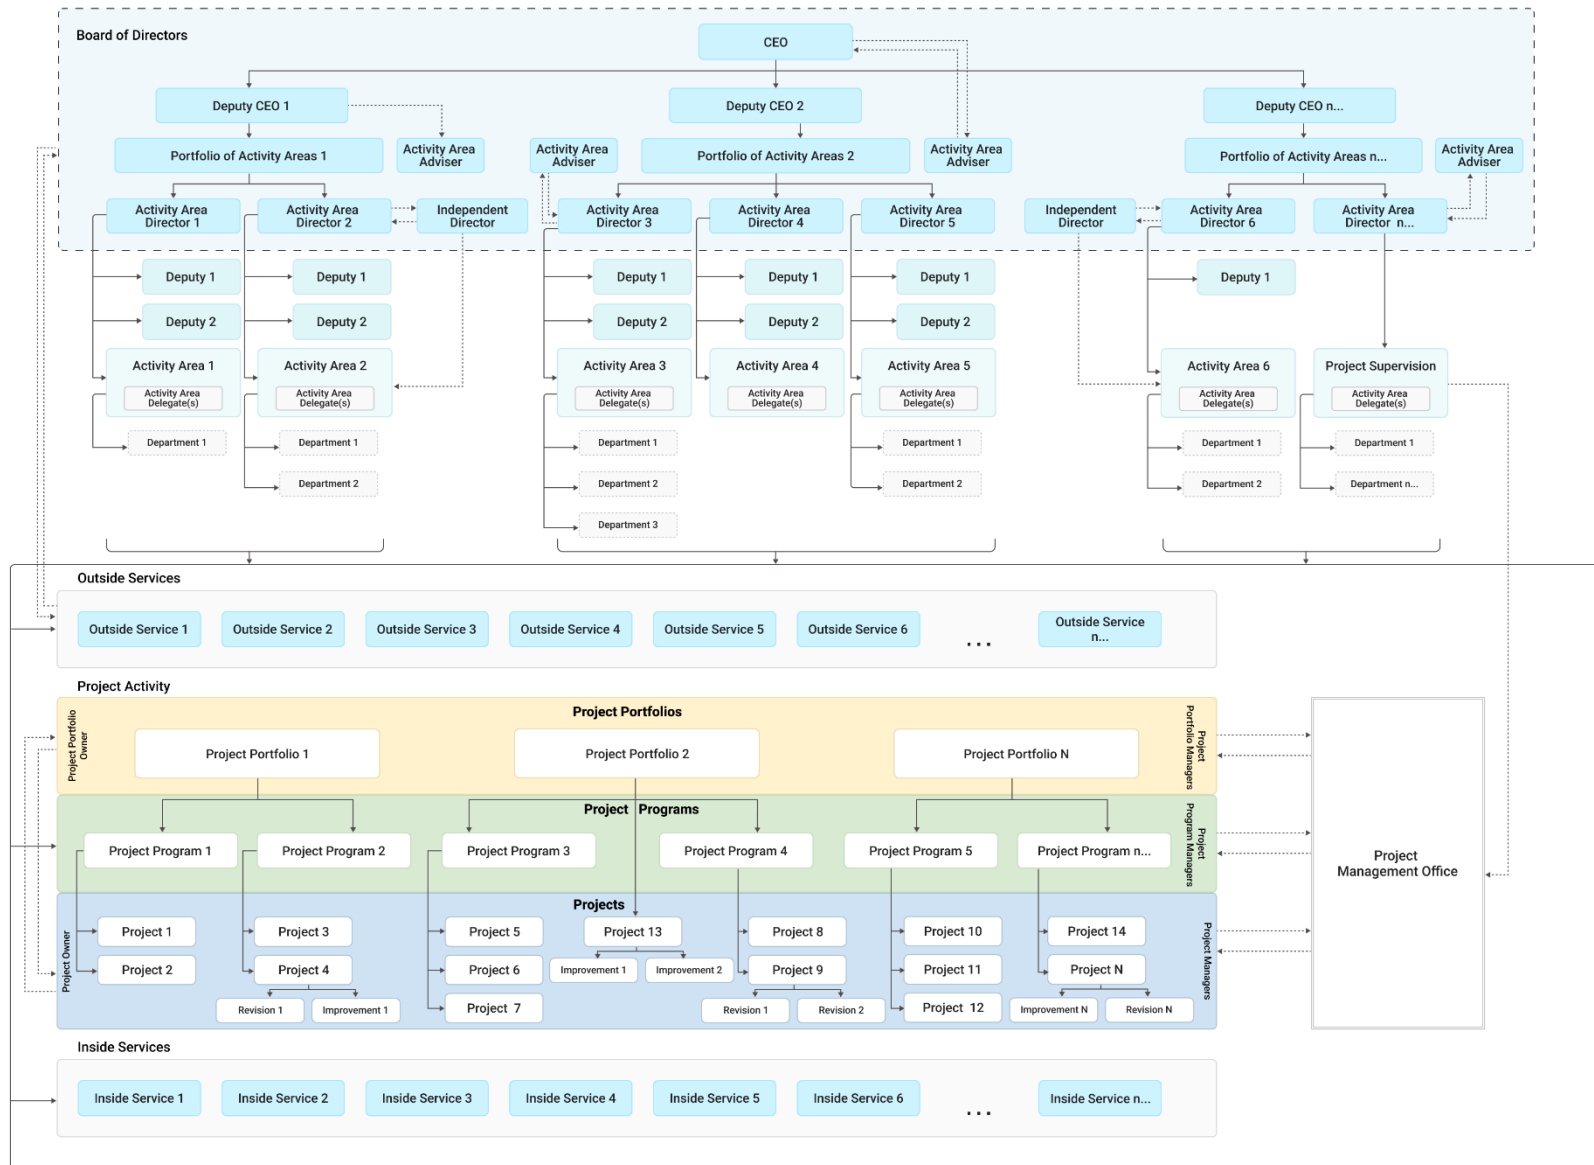 Board of Directors
CEO
Deputy CEO 1
Deputy CEO 2
Deputy CEO n...
Portfolio of Activity Areas 1
Activity Area
Adviser
Activity Area
Adviser
Portfolio of Activity Areas 2
Activity Area
Adviser
Portfolio of Activity Areas n...
Activity Area
Adviser
Activity Area
Director 1
Activity Area
Director 2
Independent
Director
Activity Area
Director 3
Activity Area
Director 4
Activity Area
Director 5
Independent
Director
Activity Area
Director 6
Activity Area
Director n...
Deputy 1
Deputy 1
Deputy 1
Deputy 1
Deputy 1
Deputy 1
Deputy 2
Deputy 2
Deputy 2
Deputy 2
Deputy 2
Activity Area 1
Activity Area
Delegate(s)
Activity Area 2
Activity Area
Delegate(s)
Activity Area 3
Activity Area
Delegate(s)
Activity Area 4
Activity Area
Delegate(s)
Activity Area 5
Activity Area
Delegate(s)
Activity Area 6
Activity Area
Delegate(s)
Project Supervision
Activity Area
Delegate(s)
Department 1
Department 1
Department 1
Department 1
Department 1
Department 1
Department 2
Department 2
Department 2
Department 2
Department n...
Department 3
Outside Services
Outside Service 1
Outside Service 2
Outside Service 3
Outside Service 4
Outside Service 5
Outside Service 6
...
Outside Service
n...
Project Activity
Project Portfolio
Owner
Project Portfolios
Project Portfolio 1
Project Portfolio 2
Project Portfolio N
Project
Portfolio Managers
Project Programs
Project Program 1
Project Program 2
Project Program 3
Project Program 4
Project Program 5
Project Program n...
Project
Program Managers
Project
Management Office
Projects
Project Owner
Project 1
Project 3
Project 5
Project 13
Project 8
Project 10
Project 14
Project Managers
Project 2
Project 4
Project 6
Improvement 1
Improvement 2
Project 9
Project 11
Project N
Revision 1
Improvement 1
Project 7
Revision 1
Revision 2
Project 12
Improvement N
Revision N
Inside Services
Inside Service 1
Inside Service 2
Inside Service 3
Inside Service 4
Inside Service 5
Inside Service 6
...
Inside Service n...